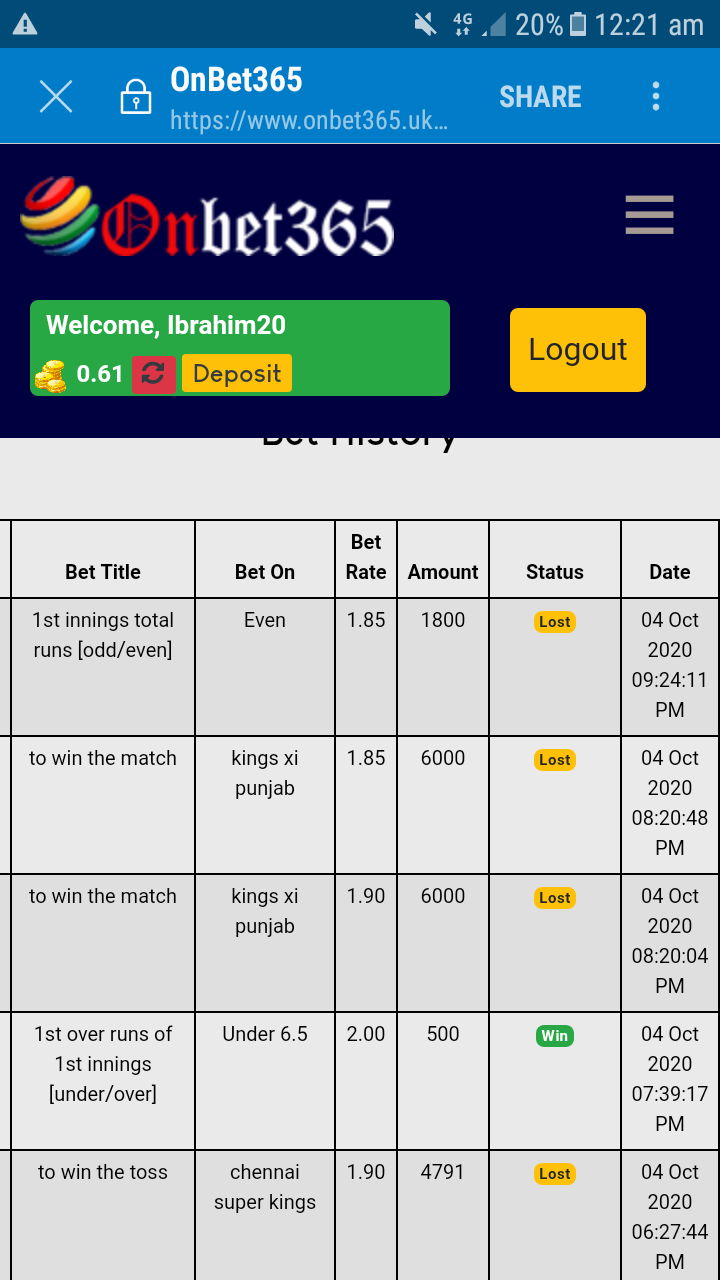 4G 20% 12:21 am
OnBet365
https://www.onbet365.uk...
SHARE
Onbet365
Welcome, Ibrahim20
0.61 Deposit
Logout
Bet History
Bet Title Bet On Bet Rate Amount Status Date
1st innings total Even 1.85 1800 Lost 04 Oct
runs [odd/even] 2020
09:24:11
PM
to win the match kings xi 1.85 6000 Lost 04 Oct
punjab 2020
08:20:48
PM
to win the match kings xi 1.90 6000 Lost 04 Oct
punjab 2020
08:20:04
PM
1st over runs of Under 6.5 2.00 500 Win 04 Oct
1st innings 2020
[under/over] 07:39:17
PM
to win the toss chennai 1.90 4791 Lost 04 Oct
super kings 2020
06:27:44
PM